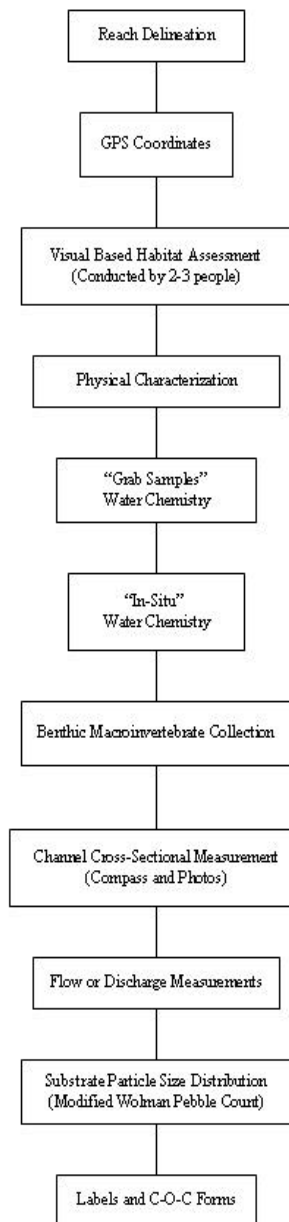 Reach Delineation
GPS Coordinates
Visual Based Habitat Assessment
(Conducted by 2-3 people)
Physical Characterization
“Grab Samples”
Water Chemistry
“In-Situ”
Water Chemistry
Benthic Macroinvertebrate Collection
Channel Cross-Sectional Measurement
(Compass and Photos)
Flow or Discharge Measurements
Substrate Particle Size Distribution
(Modified Wolman Pebble Count)
Labels and C-O-C Forms